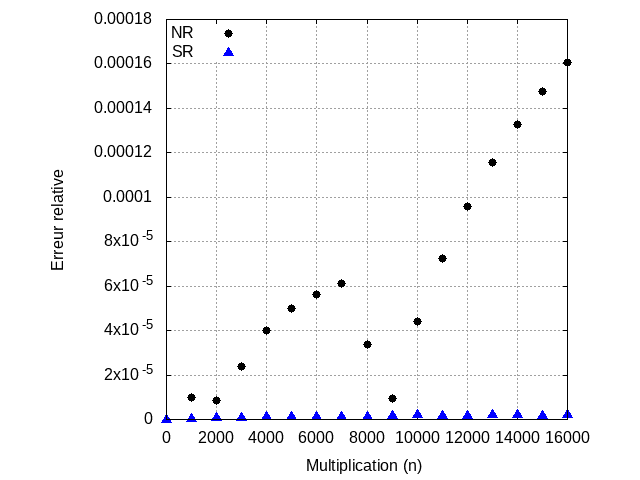 0.00018
NR
SR
0.00016
0.00014
0.00012
0.0001
8x10-5
6x10-5
4x10-5
2x10-5
0
Erreur relative
0 2000 4000 6000 8000 10000 12000 14000 16000
Multiplication (n)